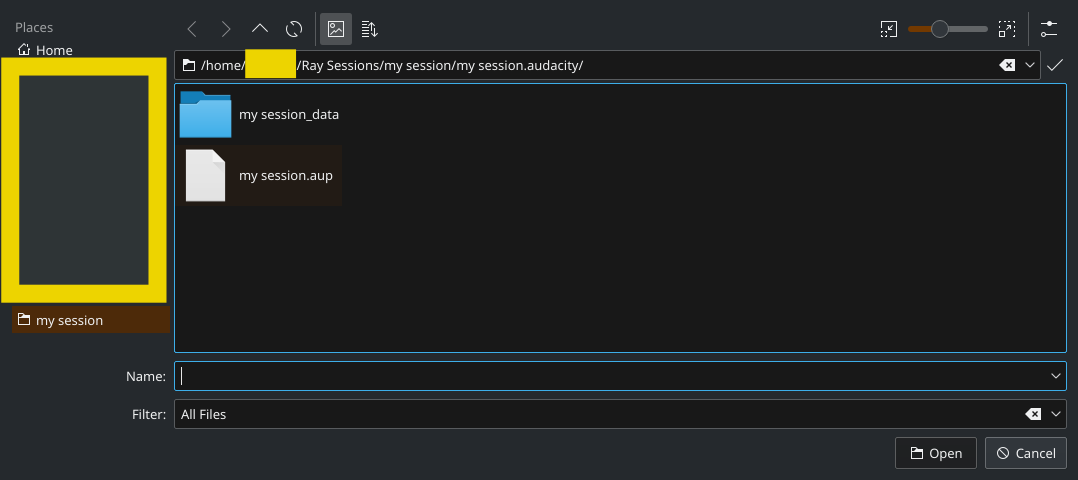 Places
Home
/home/
/Ray Sessions/my session/my session.audacity/
my session_data
my session.aup
my session
Name:
Filter:
All Files
Open
Cancel